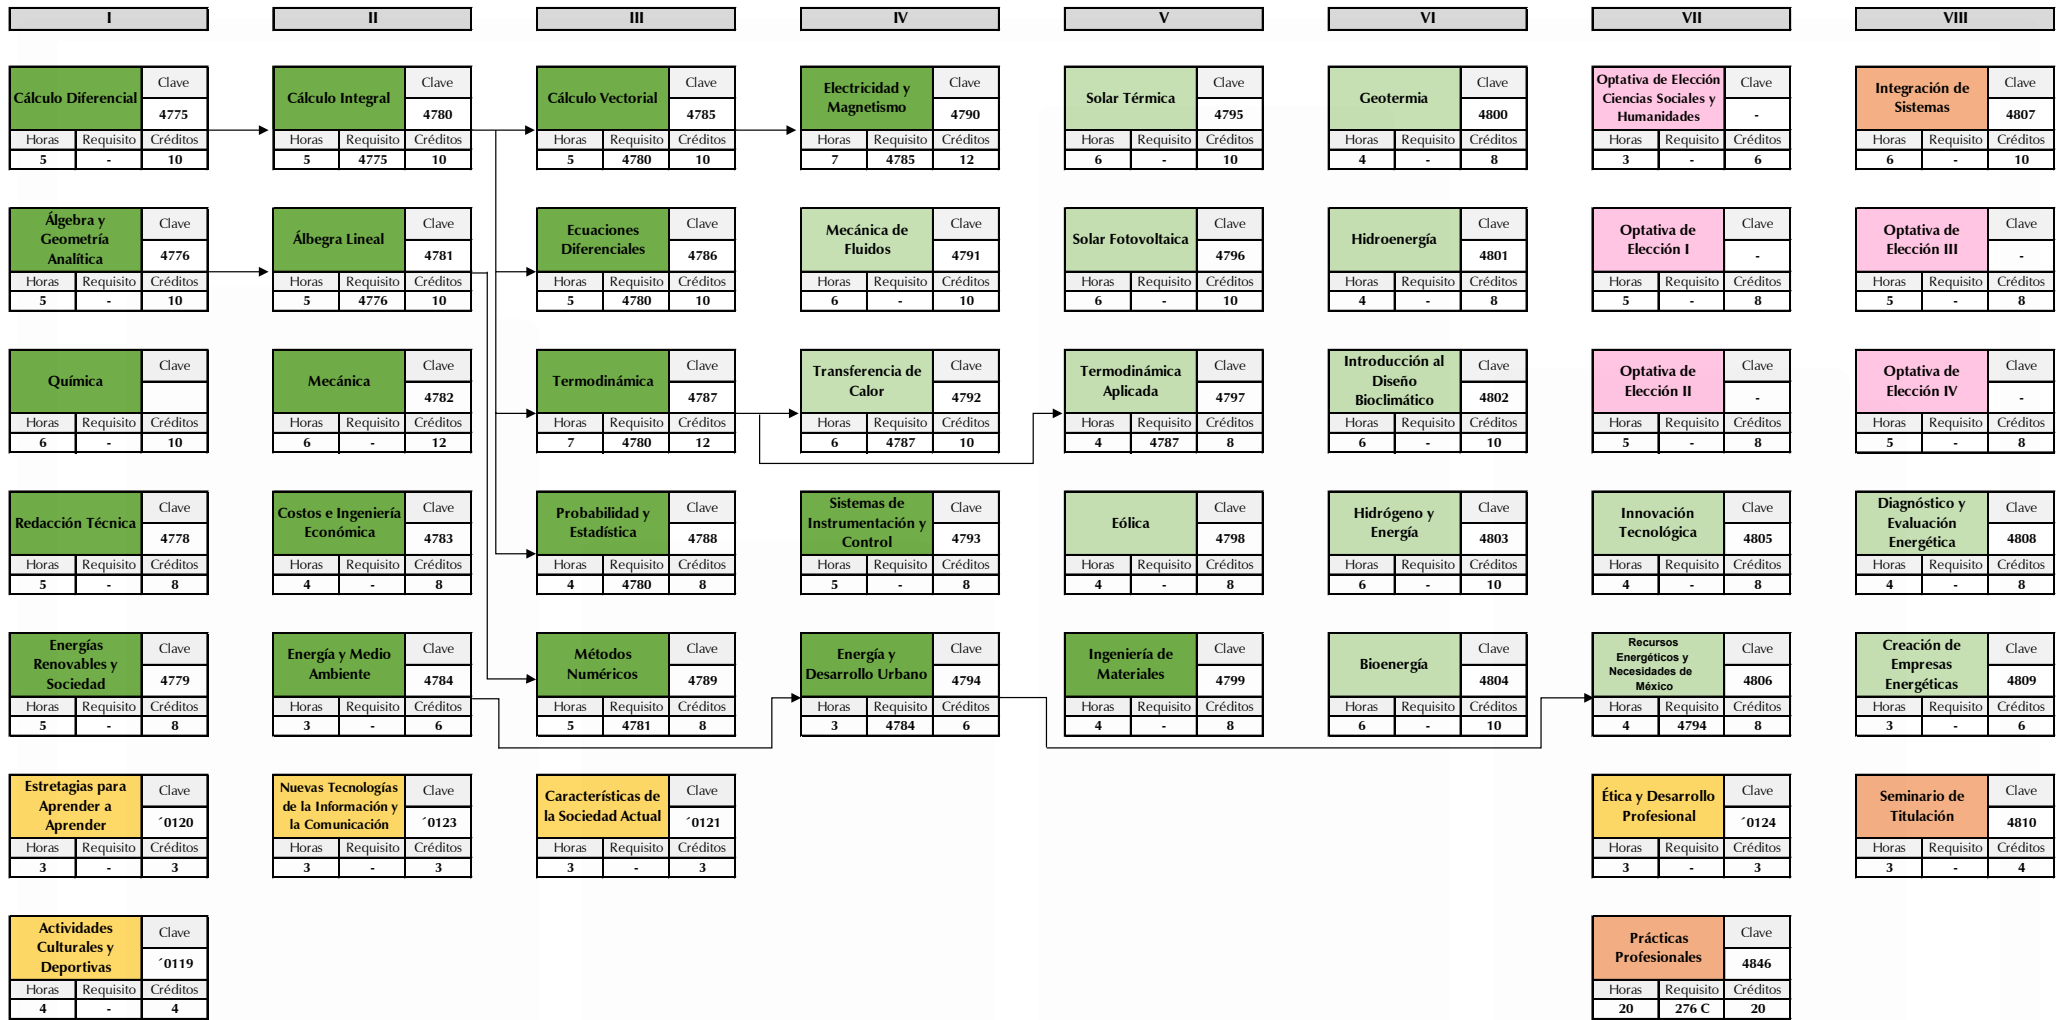 I II III IV V VI VII VIII
Cálculo Diferencial
Clave
4775
Horas Requisito Créditos
5 - 10
Cálculo Integral
Clave
4780
Horas Requisito Créditos
5 4775 10
Cálculo Vectorial
Clave
4785
Horas Requisito Créditos
5 4780 10
Electricidad y
Magnetismo
Clave
4790
Horas Requisito Créditos
7 4785 12
Solar Térmica
Clave
4795
Horas Requisito Créditos
6 - 10
Geotermia
Clave
4800
Horas Requisito Créditos
4 - 8
Optativa de Elección
Ciencias Sociales y
Humanidades
Clave
-
Horas Requisito Créditos
3 - 6
Integración de
Sistemas
Clave
4807
Horas Requisito Créditos
6 - 10
Álgebra y
Geometría
Analítica
Clave
4776
Horas Requisito Créditos
5 - 10
Álbegra Lineal
Clave
4781
Horas Requisito Créditos
5 4776 10
Ecuaciones
Diferenciales
Clave
4786
Horas Requisito Créditos
5 4780 10
Mecánica de
Fluidos
Clave
4791
Horas Requisito Créditos
6 - 10
Solar Fotovoltaica
Clave
4796
Horas Requisito Créditos
6 - 10
Hidroenergía
Clave
4801
Horas Requisito Créditos
4 - 8
Optativa de
Elección I
Clave
-
Horas Requisito Créditos
5 - 8
Optativa de
Elección III
Clave
-
Horas Requisito Créditos
5 - 8
Química
Clave
Horas Requisito Créditos
6 - 10
Mecánica
Clave
4782
Horas Requisito Créditos
6 - 12
Termodinámica
Clave
4787
Horas Requisito Créditos
7 4780 12
Transferencia de
Calor
Clave
4792
Horas Requisito Créditos
6 4787 10
Termodinámica
Aplicada
Clave
4797
Horas Requisito Créditos
4 4787 8
Introducción al
Diseño
Bioclimático
Clave
4802
Horas Requisito Créditos
6 - 10
Optativa de
Elección II
Clave
-
Horas Requisito Créditos
5 - 8
Optativa de
Elección IV
Clave
-
Horas Requisito Créditos
5 - 8
Redacción Técnica
Clave
4778
Horas Requisito Créditos
5 - 8
Costos e Ingeniería
Económica
Clave
4783
Horas Requisito Créditos
4 - 8
Probabilidad y
Estadística
Clave
4788
Horas Requisito Créditos
4 4780 8
Sistemas de
Instrumentación y
Control
Clave
4793
Horas Requisito Créditos
5 - 8
Eólica
Clave
4798
Horas Requisito Créditos
4 - 8
Hidrógeno y
Energía
Clave
4803
Horas Requisito Créditos
6 - 10
Innovación
Tecnológica
Clave
4805
Horas Requisito Créditos
4 - 8
Diagnóstico y
Evaluación
Energética
Clave
4808
Horas Requisito Créditos
4 - 8
Energías
Renovables y
Sociedad
Clave
4779
Horas Requisito Créditos
5 - 8
Energía y Medio
Ambiente
Clave
4784
Horas Requisito Créditos
3 - 6
Métodos
Numéricos
Clave
4789
Horas Requisito Créditos
5 4781 8
Energía y
Desarrollo Urbano
Clave
4794
Horas Requisito Créditos
3 4784 6
Ingeniería de
Materiales
Clave
4799
Horas Requisito Créditos
4 - 8
Bioenergía
Clave
4804
Horas Requisito Créditos
6 - 10
Recursos
Energéticos y
Necesidades de
México
Clave
4806
Horas Requisito Créditos
4 4794 8
Creación de
Empresas
Energéticas
Clave
4809
Horas Requisito Créditos
3 - 6
Estretagias para
Aprender a
Aprender
Clave
´0120
Horas Requisito Créditos
3 - 3
Nuevas Tecnologías
de la Información y
la Comunicación
Clave
´0123
Horas Requisito Créditos
3 - 3
Características de
la Sociedad Actual
Clave
´0121
Horas Requisito Créditos
3 - 3
Ética y Desarrollo
Profesional
Clave
´0124
Horas Requisito Créditos
3 - 3
Seminario de
Titulación
Clave
4810
Horas Requisito Créditos
3 - 4
Actividades
Culturales y
Deportivas
Clave
´0119
Horas Requisito Créditos
4 - 4
Prácticas
Profesionales
Clave
4846
Horas Requisito Créditos
20 276 C 20